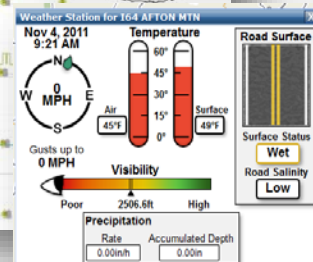 Weather Station for I64 AFTON MTN
X
Nov 4, 2011
9:21 AM
N
W
0
MPH
E
S
Gusts up to
0 MPH
Temperature
60°
45°
30°
15°
0°
Air
45°F
Surface
49°F
Road Surface
Surface Status
Wet
Road Salinity
Low
Visibility
Poor
2506.6ft
High
Precipitation
Rate
Accumulated Depth
0.00in/h
0.00in